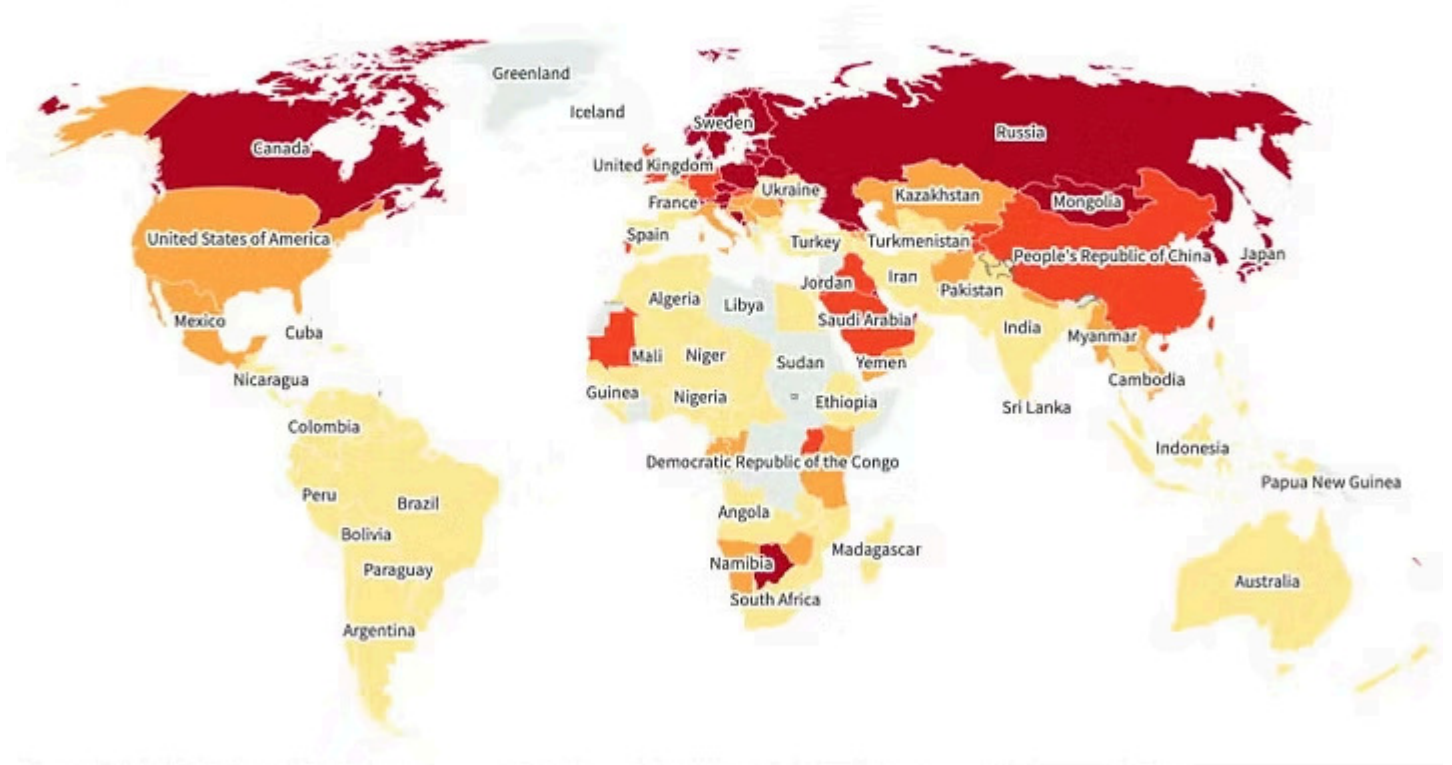 Greenland
Iceland
Sweden
Russia
Canada
United Kingdom
Ukraine
Kazakhstan
Mongolia
France
Spain
Turkey
Turkmenistan
United States of America
People's Republic of China
Japan
Jordan
Iran
Pakistan
Algeria
Libya
Mexico
Cuba
Saudi Arabia
India
Myanmar
Mali
Niger
Sudan
Yemen
Nicaragua
Cambodia
Guinea
Nigeria
Ethiopia
Sri Lanka
Colombia
Indonesia
Democratic Republic of the Congo
Papua New Guinea
Peru
Brazil
Angola
Bolivia
Madagascar
Namibia
Paraguay
Australia
South Africa
Argentina